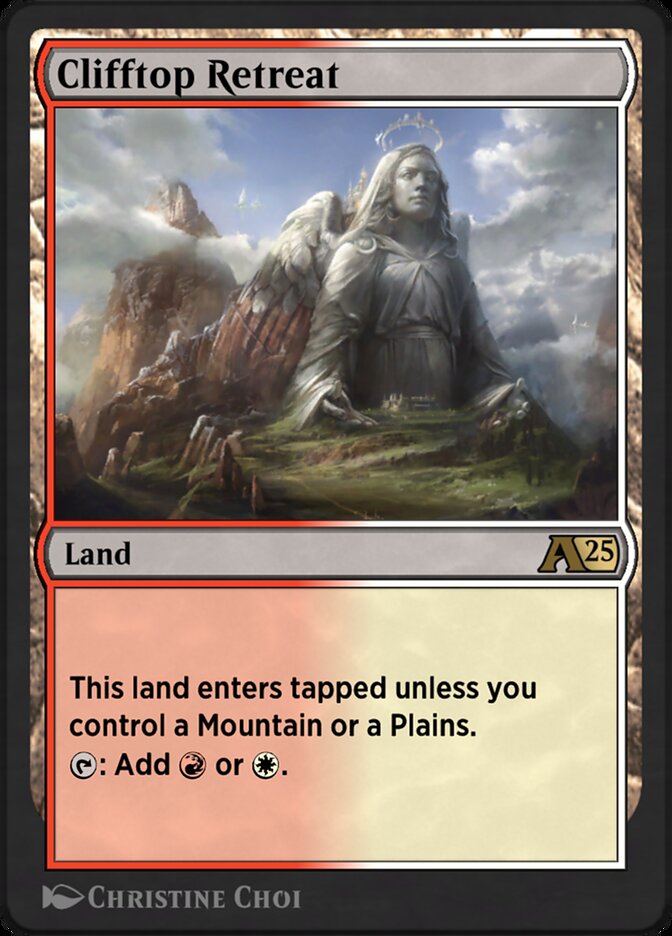 Clifftop Retreat
Land
A25
This land enters tapped unless you
control a Mountain or a Plains.
: Add or .
Christine Choi